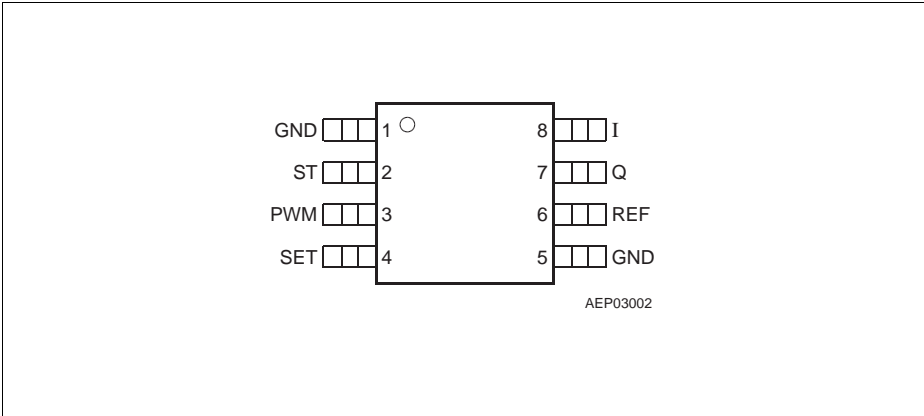 GND 1 8 I
ST 2 7 Q
PWM 3 6 REF
SET 4 5 GND
AEP03002